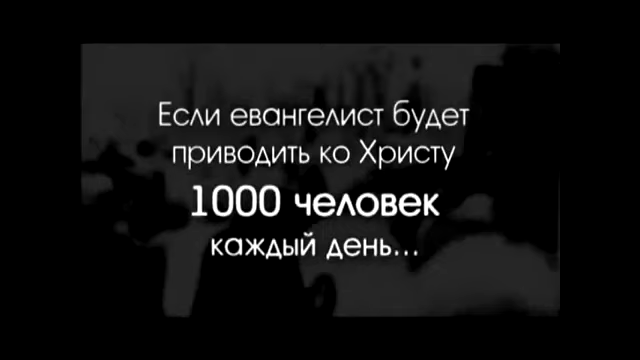 Если евангелист будет
приводить ко Христу
1000 человек
каждый день...